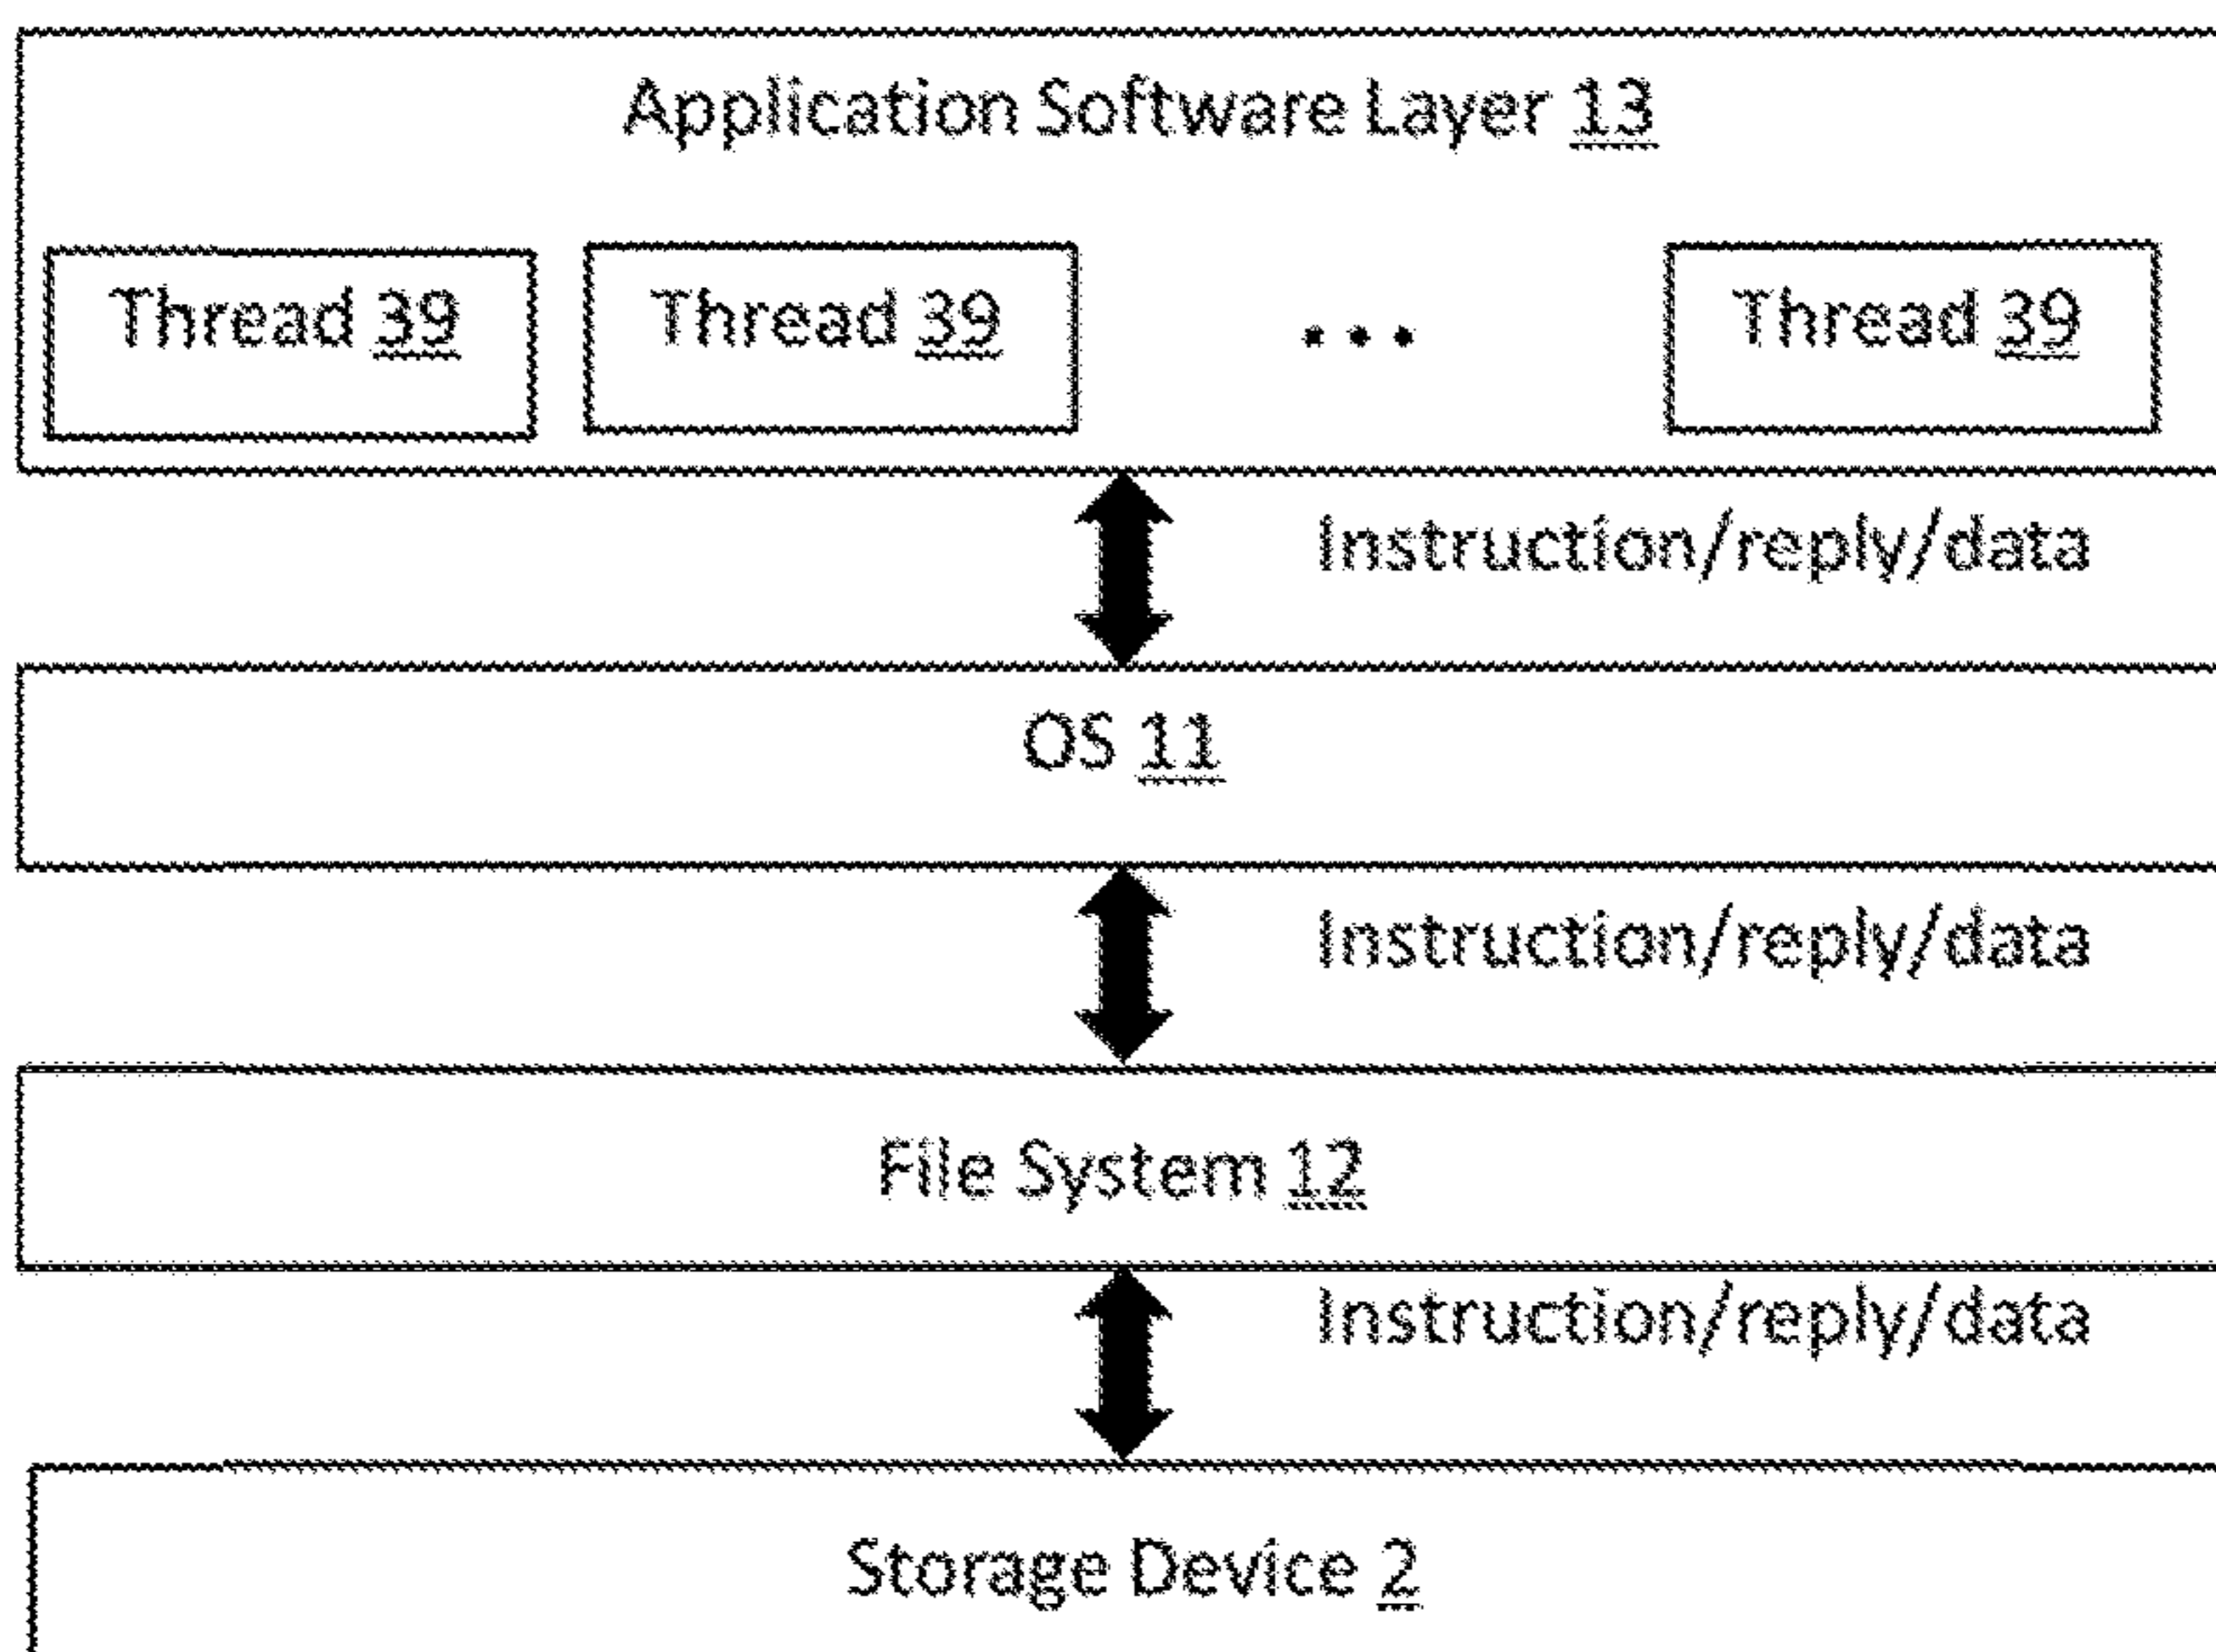 Application Software Layer 13
Thread 39 Thread 39 ... Thread 39
Instruction/reply/data
OS 11
Instruction/reply/data
File System 12
Instruction/reply/data
Storage Device 2